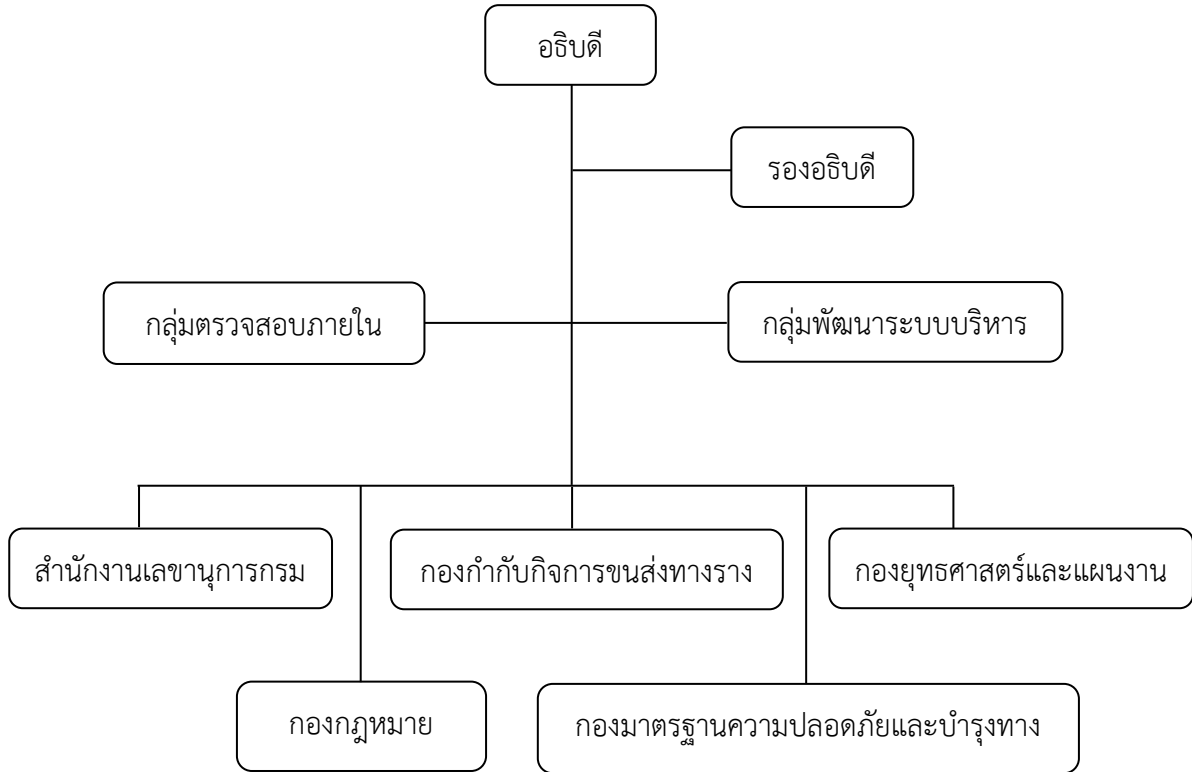 อธิบดี
รองอธิบดี
กลุ่มตรวจสอบภายใน
กลุ่มพัฒนาระบบบริหาร
สำนักงานเลขานุการกรม
กองกำกับกิจการขนส่งทางราง
กองยุทธศาสตร์และแผนงาน
กองกฎหมาย
กองมาตรฐานความปลอดภัยและบำรุงทาง